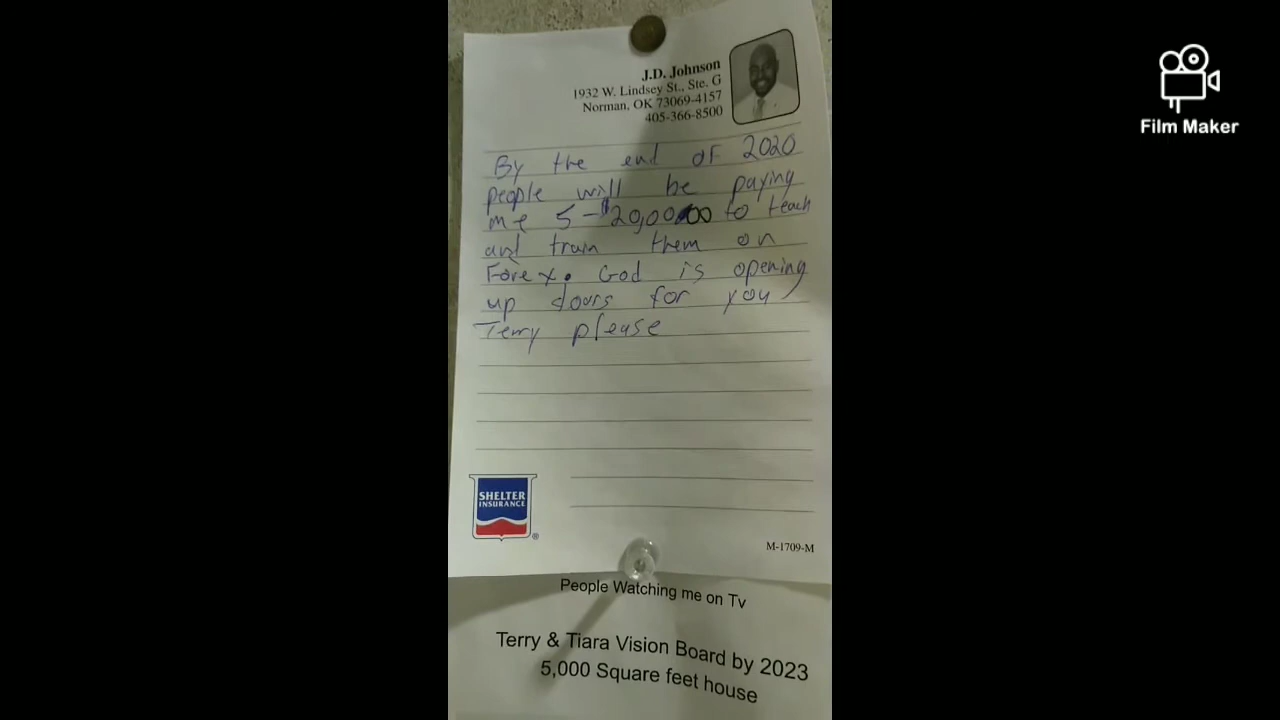 J.D. Johnson
1932 W. Lindsey St., Ste. G
Norman, OK 73069-4157
405-366-8500
By the end of 2020
people will be paying
me 5-$20,000 to teach
and train them on
Forex. God is opening
up doors for you
Terry please
SHELTER
INSURANCE
®
M-1709-M
People Watching me on Tv
Terry & Tiara Vision Board by 2023
5,000 Square feet house
Film Maker